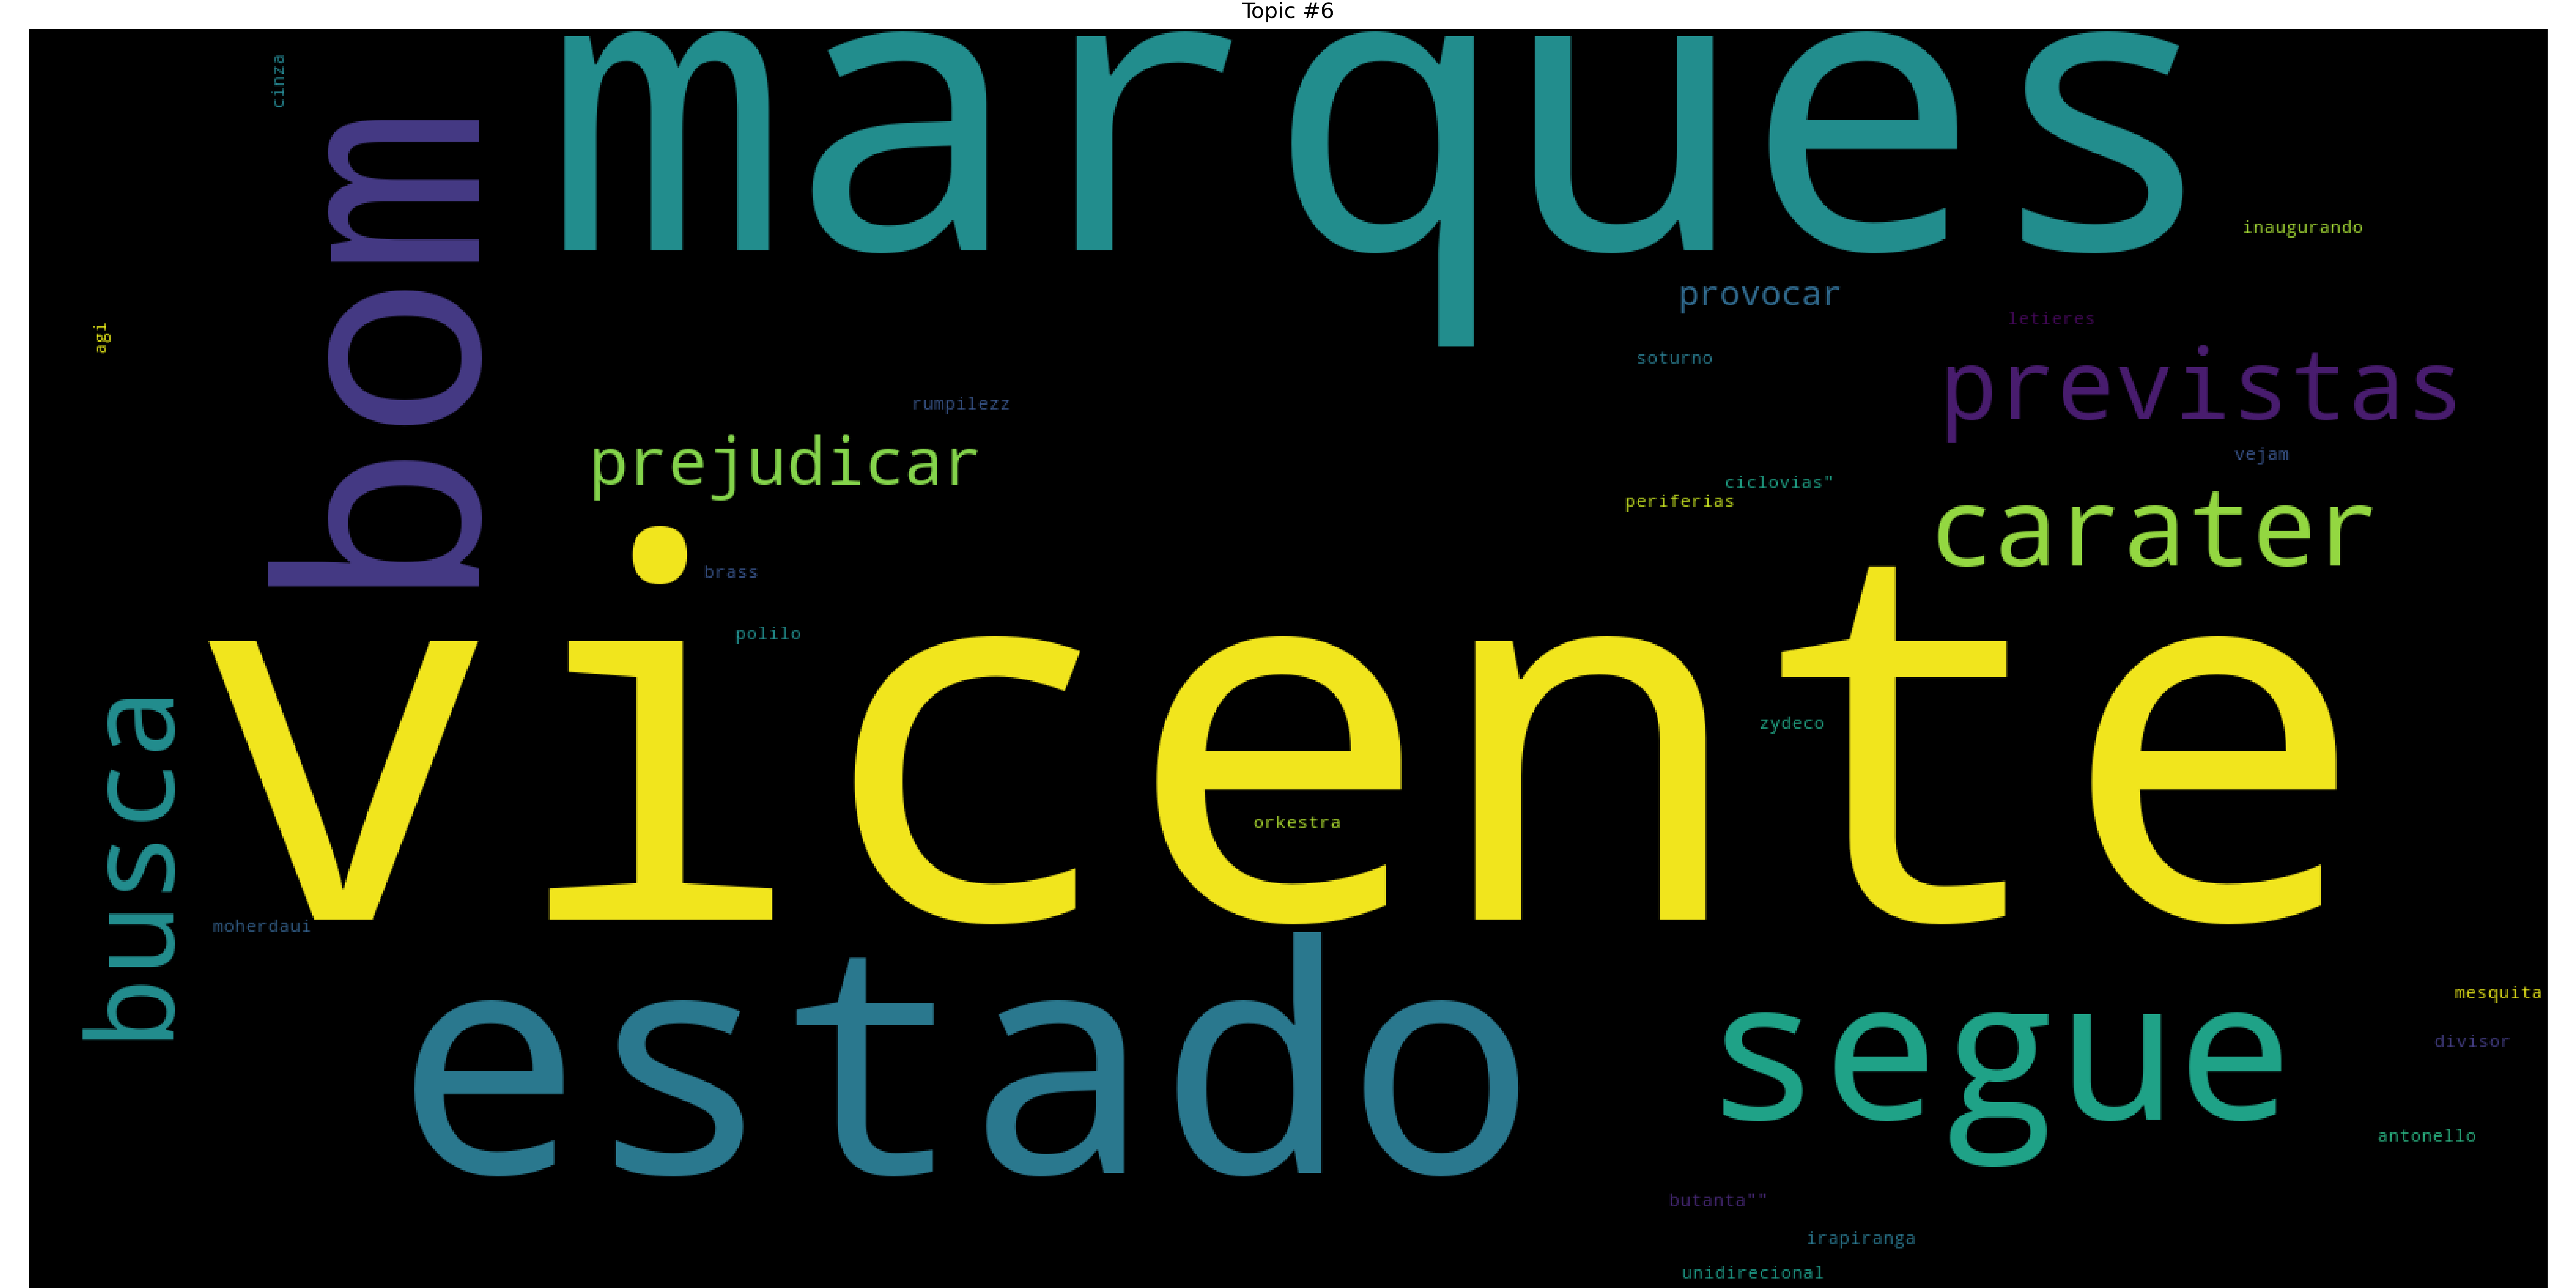 Topic #6
cinza
marques
bom
inaugurando
provocar
letieres
agi
soturno
previstas
rumpilezz
prejudicar
vejam
ciclovias"
periferias
carater
brass
polilo
vicente
busca
zydeco
orkestra
moherdaui
estado
mesquita
segue
divisor
antonello
butanta""
irapiranga
unidirecional